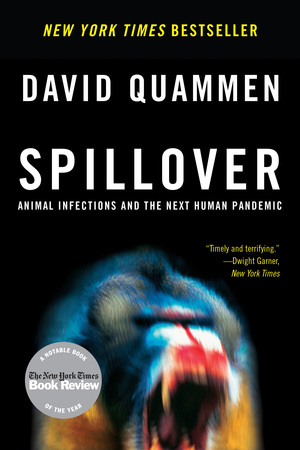 NEW YORK TIMES BESTSELLER
DAVID QUAMMEN
SPILLOVER
ANIMAL INFECTIONS AND THE NEXT HUMAN PANDEMIC
“Timely and terrifying.”
—Dwight Garner,
New York Times
A NOTABLE BOOK
The New York Times
Book Review
OF THE YEAR